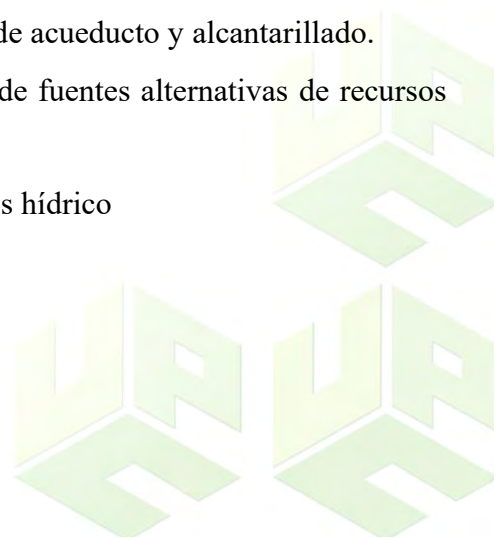 de acueducto y alcantarillado.
de fuentes alternativas de recursos
s hídrico